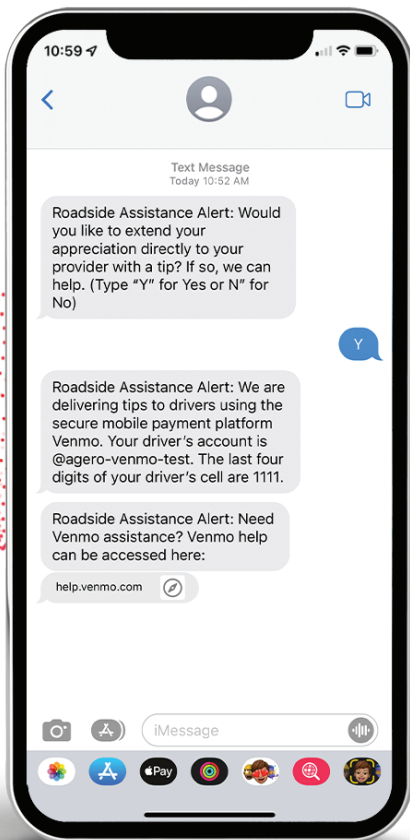 10:59
Text Message
Today 10:52 AM
Roadside Assistance Alert: Would
you like to extend your
appreciation directly to your
provider with a tip? If so, we can
help. (Type “Y” for Yes or N” for
No)
Y
Roadside Assistance Alert: We are
delivering tips to drivers using the
secure mobile payment platform
Venmo. Your driver’s account is
@agero-venmo-test. The last four
digits of your driver’s cell are 1111.
Roadside Assistance Alert: Need
Venmo assistance? Venmo help
can be accessed here:
help.venmo.com
iMessage
Pay